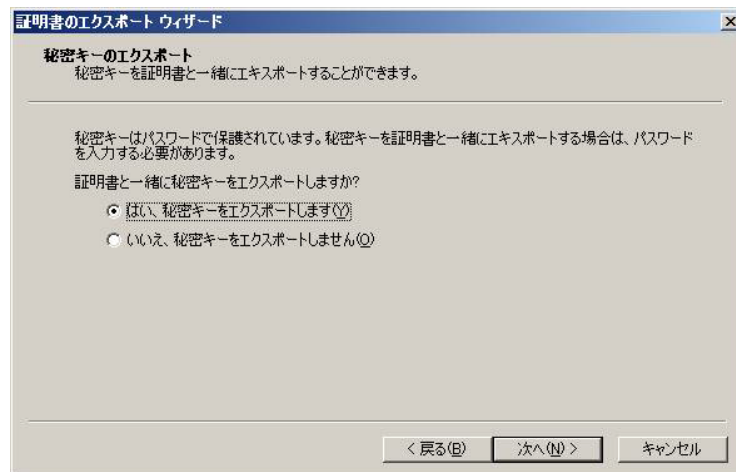 証明書のエクスポート ウィザード
秘密キーのエクスポート
秘密キーを証明書と一緒にエキスポートすることができます。
秘密キーはパスワードで保護されています。秘密キーを証明書と一緒にエキスポートする場合は、パスワード
を入力する必要があります。
証明書と一緒に秘密キーをエクスポートしますか?
はい、秘密キーをエクスポートします(Y)
いいえ、秘密キーをエクスポートしません(O)
< 戻る(B) 次へ(N) > キャンセル